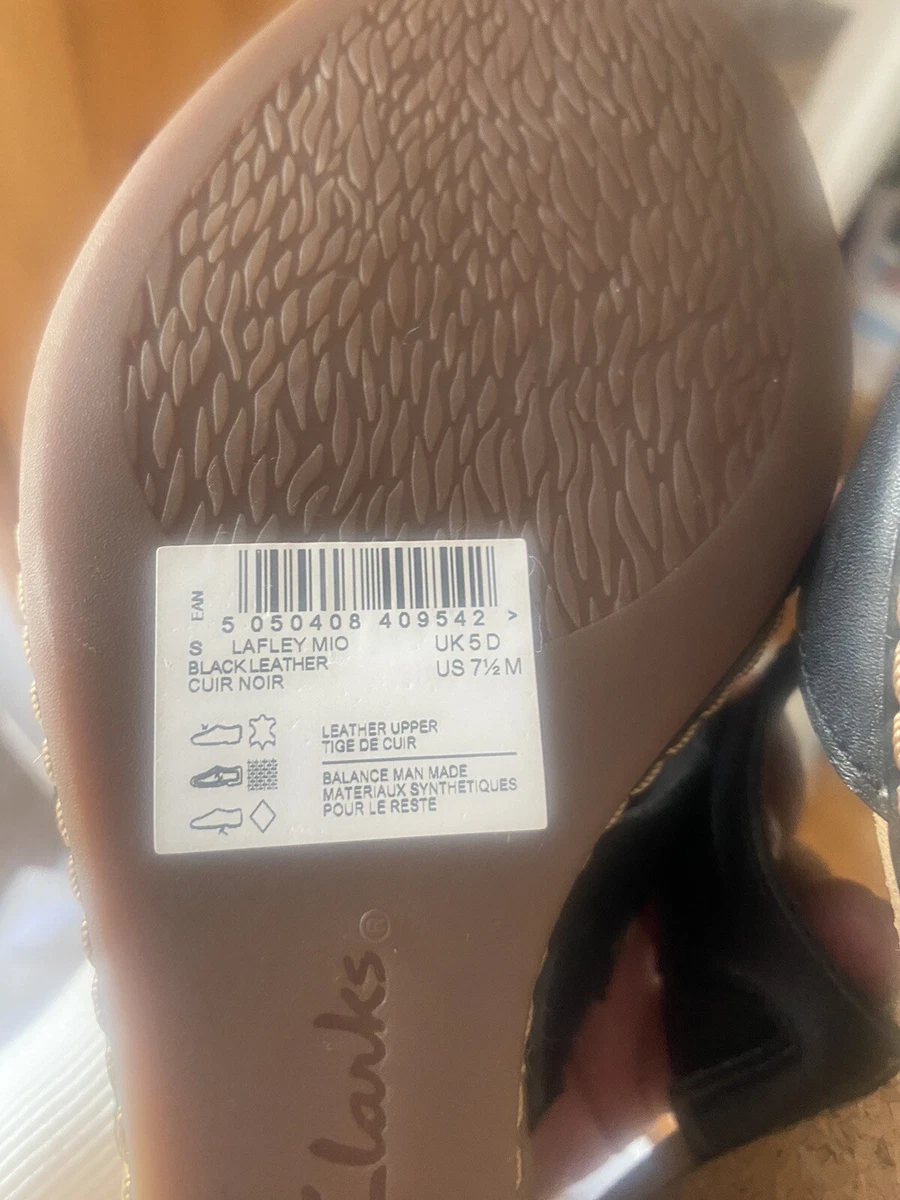 EAN
5 050408 409542 >
S LAFLEY MIO UK 5 D
BLACK LEATHER US 7½ M
CUIR NOIR
LEATHER UPPER
TIGE DE CUIR
BALANCE MAN MADE
MATERIAUX SYNTHETIQUES
POUR LE RESTE
Clarks®